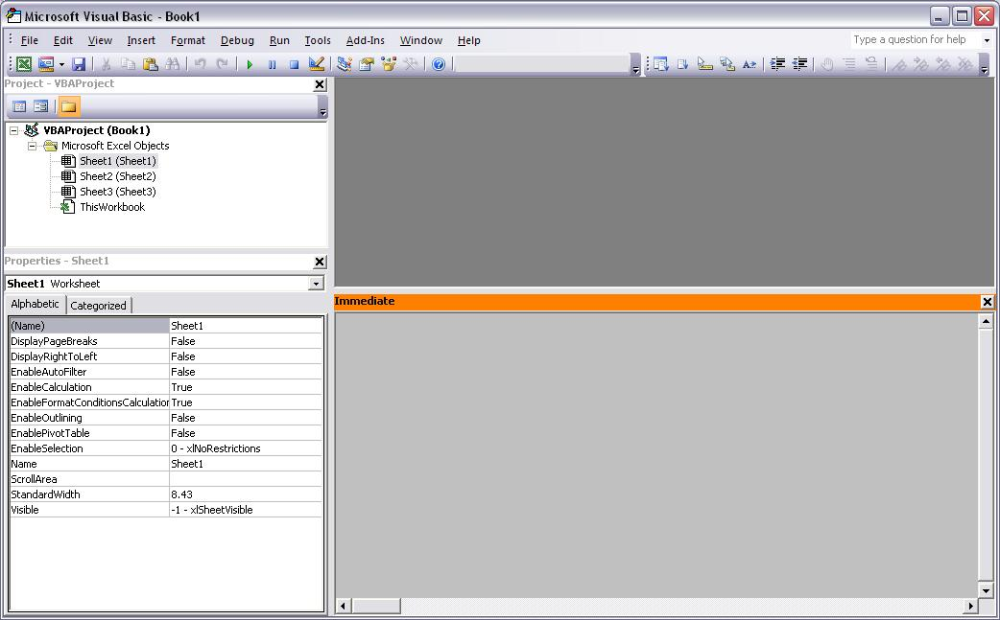 Microsoft Visual Basic - Book1
File Edit View Insert Format Debug Run Tools Add-Ins Window Help
Type a question for help
Project - VBAProject
VBAProject (Book1)
Microsoft Excel Objects
Sheet1 (Sheet1)
Sheet2 (Sheet2)
Sheet3 (Sheet3)
ThisWorkbook
Properties - Sheet1
Sheet1 Worksheet
Alphabetic Categorized
(Name) Sheet1
DisplayPageBreaks False
DisplayRightToLeft False
EnableAutoFilter False
EnableCalculation True
EnableFormatConditionsCalculation True
EnableOutlining False
EnablePivotTable False
EnableSelection 0 - xlNoRestrictions
Name Sheet1
ScrollArea
StandardWidth 8.43
Visible -1 - xlSheetVisible
Immediate